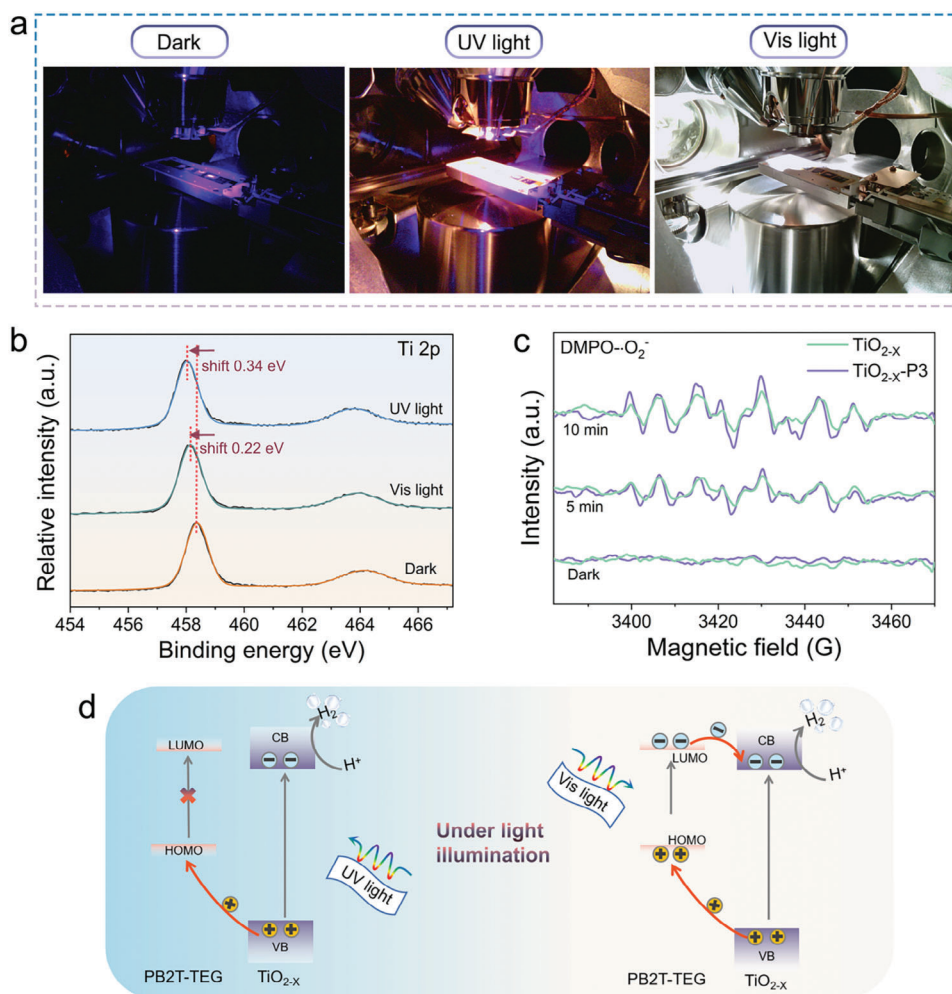 a
Dark
UV light
Vis light
b
Ti 2p
shift 0.34 eV
UV light
shift 0.22 eV
Vis light
Dark
Relative intensity (a.u.)
454 456 458 460 462 464 466
Binding energy (eV)
c
DMPO-·O₂⁻
TiO₂₋ₓ
TiO₂₋ₓ-P3
10 min
5 min
Dark
Intensity (a.u.)
3400 3420 3440 3460
Magnetic field (G)
d
LUMO
HOMO
CB
H₂
H⁺
VB
UV light
PB2T-TEG
TiO₂₋ₓ
Under light
illumination
Vis light
LUMO
HOMO
CB
H₂
H⁺
VB
PB2T-TEG
TiO₂₋ₓ